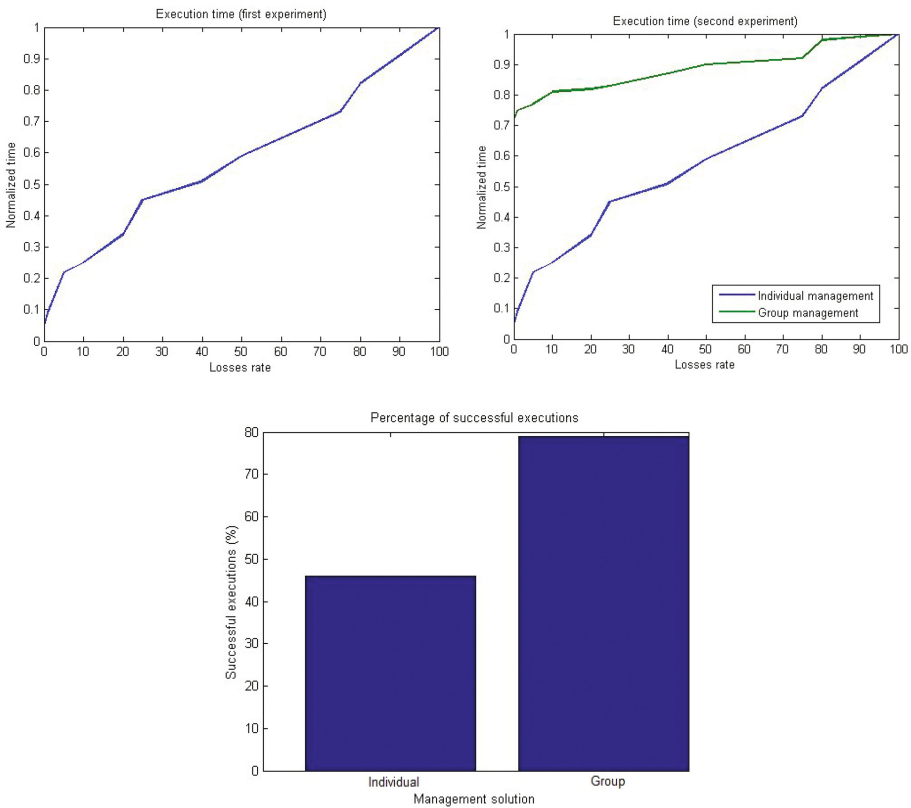 Execution time (first experiment)
1
0.9
0.8
0.7
0.6
0.5
0.4
0.3
0.2
0.1
0
Normalized time
0 10 20 30 40 50 60 70 80 90 100
Losses rate
Execution time (second experiment)
1
0.9
0.8
0.7
0.6
0.5
0.4
0.3
0.2
0.1
0
Normalized time
Individual management
Group management
0 10 20 30 40 50 60 70 80 90 100
Losses rate
Percentage of successful executions
80
70
60
50
40
30
20
10
0
Successful executions (%)
Individual Group
Management solution